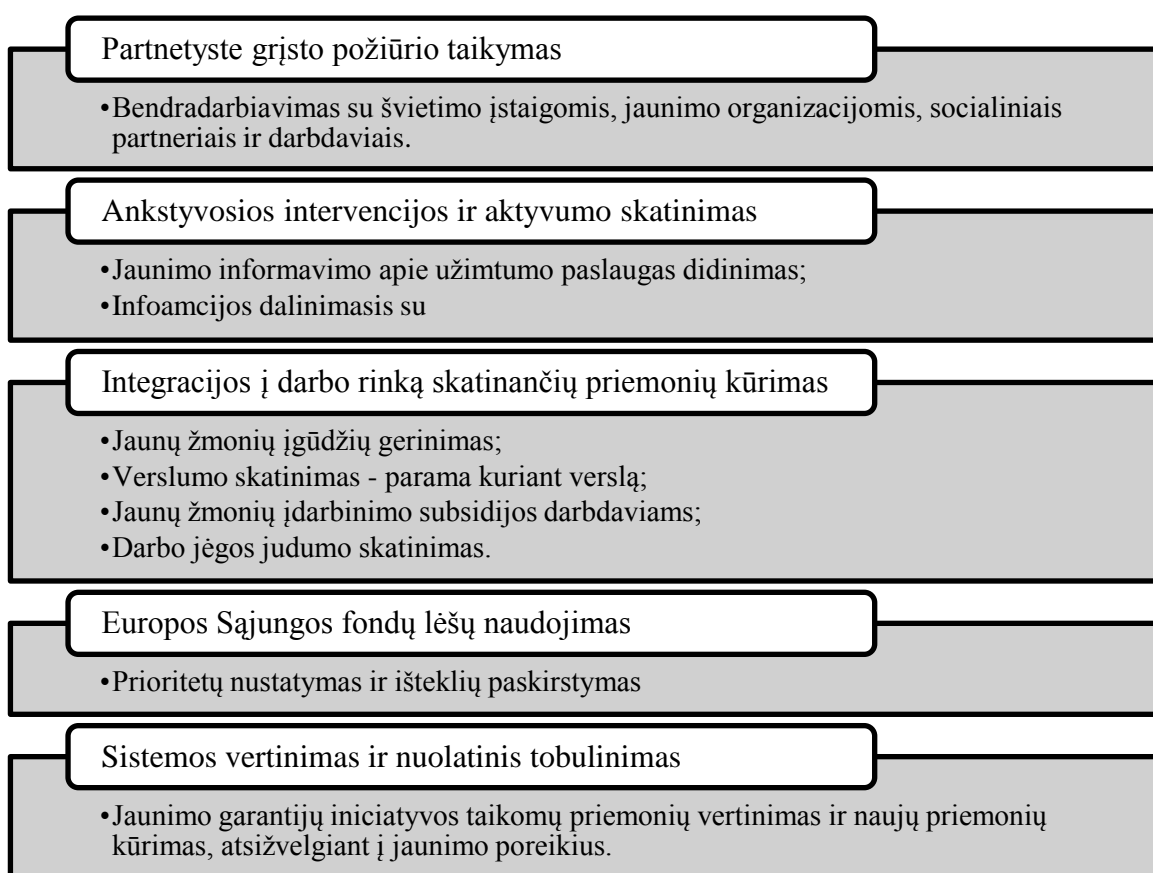 Partnetyste grįsto požiūrio taikymas
•Bendradarbiavimas su švietimo įstaigomis, jaunimo organizacijomis, socialiniais
partneriais ir darbdaviais.
Ankstyvosios intervencijos ir aktyvumo skatinimas
•Jaunimo informavimo apie užimtumo paslaugas didinimas;
•Infoamcijos dalinimasis su
Integracijos į darbo rinką skatinančių priemonių kūrimas
•Jaunų žmonių įgūdžių gerinimas;
•Verslumo skatinimas - parama kuriant verslą;
•Jaunų žmonių įdarbinimo subsidijos darbdaviams;
•Darbo jėgos judumo skatinimas.
Europos Sąjungos fondų lėšų naudojimas
•Prioritetų nustatymas ir išteklių paskirstymas
Sistemos vertinimas ir nuolatinis tobulinimas
•Jaunimo garantijų iniciatyvos taikomų priemonių vertinimas ir naujų priemonių
kūrimas, atsižvelgiant į jaunimo poreikius.